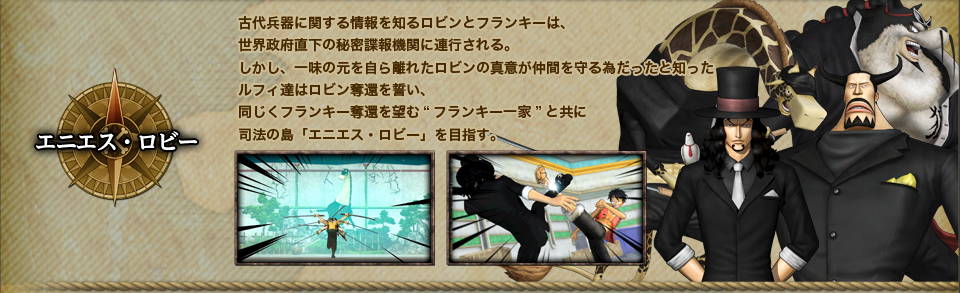 古代兵器に関する情報を知るロビンとフランキーは、
世界政府直下の秘密諜報機関に連行される。
しかし、一味の元を自ら離れたロビンの真意が仲間を守る為だったと知った
ルフィ達はロビン奪還を誓い、
同じくフランキー奪還を望む“フランキー一家”と共に
司法の島「エニエス・ロビー」を目指す。
エニエス・ロビー